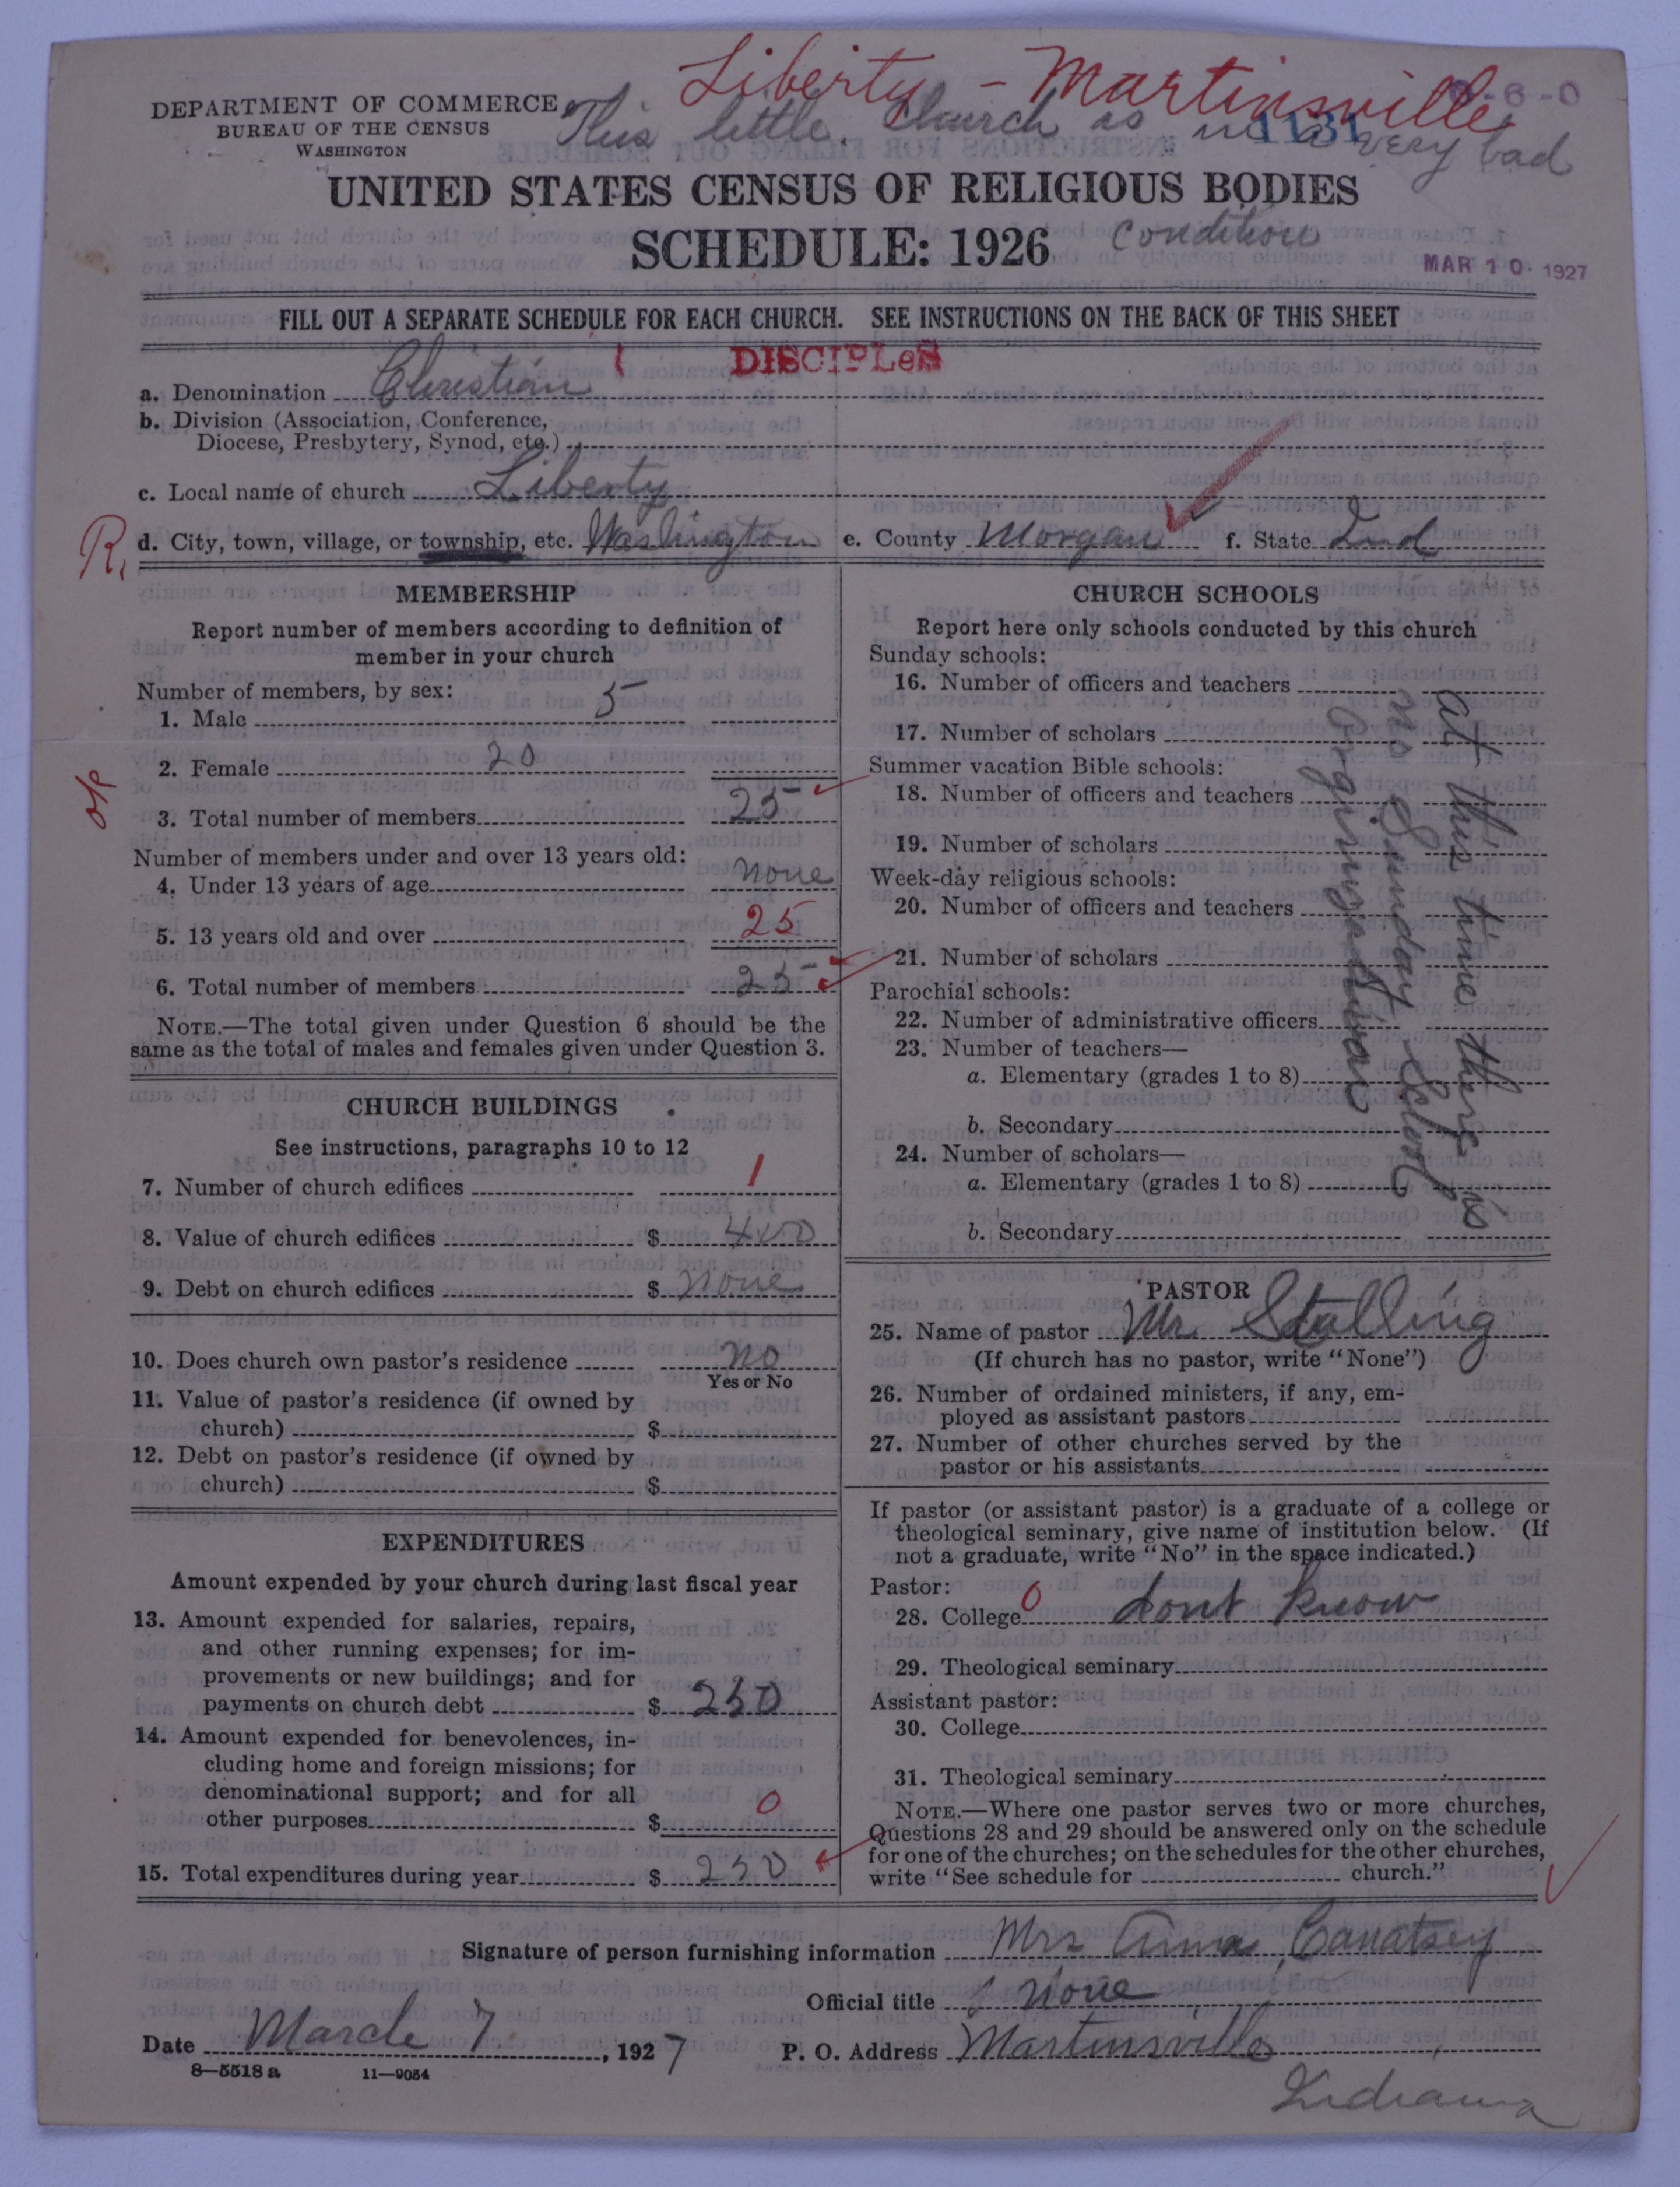 Liberty - Martinsville
6-0
DEPARTMENT OF COMMERCE
BUREAU OF THE CENSUS
WASHINGTON
This little Church is in a very bad
1131
UNITED STATES CENSUS OF RELIGIOUS BODIES
SCHEDULE: 1926
Condition
MAR 10 1927
FILL OUT A SEPARATE SCHEDULE FOR EACH CHURCH. SEE INSTRUCTIONS ON THE BACK OF THIS SHEET
DISCIPLeS
a. Denomination Christian
b. Division (Association, Conference,
Diocese, Presbytery, Synod, etc.)
c. Local name of church Liberty
R. d. City, town, village, or township, etc. Washington e. County Morgan f. State Ind
MEMBERSHIP
Report number of members according to definition of
member in your church
Number of members, by sex:
1. Male 5
2. Female 20
ok
3. Total number of members 25
Number of members under and over 13 years old:
4. Under 13 years of age none
5. 13 years old and over 25
6. Total number of members 25
NOTE.—The total given under Question 6 should be the
same as the total of males and females given under Question 3.
CHURCH BUILDINGS
See instructions, paragraphs 10 to 12
7. Number of church edifices 1
8. Value of church edifices $
9. Debt on church edifices $ none
10. Does church own pastor's residence no
Yes or No
11. Value of pastor's residence (if owned by
church) $
12. Debt on pastor's residence (if owned by
church) $
EXPENDITURES
Amount expended by your church during last fiscal year
13. Amount expended for salaries, repairs,
and other running expenses; for im-
provements or new buildings; and for
payments on church debt $ 250
14. Amount expended for benevolences, in-
cluding home and foreign missions; for
denominational support; and for all
other purposes $ 0
15. Total expenditures during year $ 250
CHURCH SCHOOLS
Report here only schools conducted by this church
Sunday schools:
16. Number of officers and teachers
17. Number of scholars
Summer vacation Bible schools:
18. Number of officers and teachers
19. Number of scholars
Week-day religious schools:
20. Number of officers and teachers
21. Number of scholars
Parochial schools:
22. Number of administrative officers
23. Number of teachers—
a. Elementary (grades 1 to 8)
b. Secondary
24. Number of scholars—
a. Elementary (grades 1 to 8)
b. Secondary
at this time there is
no Sunday School
Orginization
PASTOR
25. Name of pastor Mr. Stalling
(If church has no pastor, write "None")
26. Number of ordained ministers, if any, em-
ployed as assistant pastors
27. Number of other churches served by the
pastor or his assistants
If pastor (or assistant pastor) is a graduate of a college or
theological seminary, give name of institution below. (If
not a graduate, write "No" in the space indicated.)
Pastor:
28. College 0 dont know
29. Theological seminary
Assistant pastor:
30. College
31. Theological seminary
NOTE.—Where one pastor serves two or more churches,
Questions 28 and 29 should be answered only on the schedule
for one of the churches; on the schedules for the other churches,
write "See schedule for church."
Signature of person furnishing information Mrs Anna Canatsey
Official title none
Date March 7, 1927 P. O. Address Martinsville
Indiana
8—5518a 11—9054